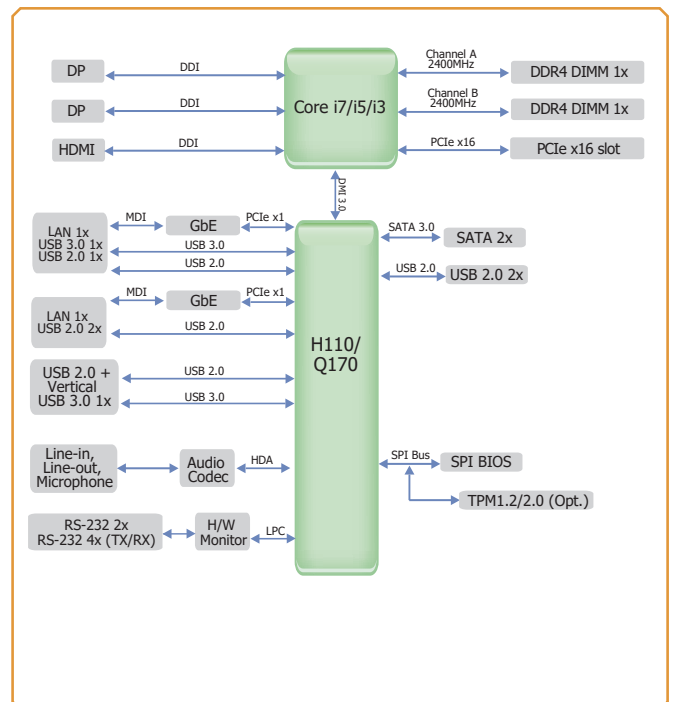 DP
DDI
DP
DDI
HDMI
DDI
Core i7/i5/i3
Channel A
2400MHz
DDR4 DIMM 1x
Channel B
2400MHz
DDR4 DIMM 1x
PCIe x16
PCIe x16 slot
DMI 3.0
LAN 1x
USB 3.0 1x
USB 2.0 1x
MDI
GbE
PCIe x1
USB 3.0
USB 2.0
LAN 1x
USB 2.0 2x
MDI
GbE
PCIe x1
USB 2.0
USB 2.0 +
Vertical
USB 3.0 1x
USB 2.0
USB 3.0
H110/
Q170
SATA 3.0
SATA 2x
USB 2.0
USB 2.0 2x
Line-in,
Line-out,
Microphone
Audio
Codec
HDA
SPI Bus
SPI BIOS
TPM1.2/2.0 (Opt.)
RS-232 2x
RS-232 4x (TX/RX)
H/W
Monitor
LPC